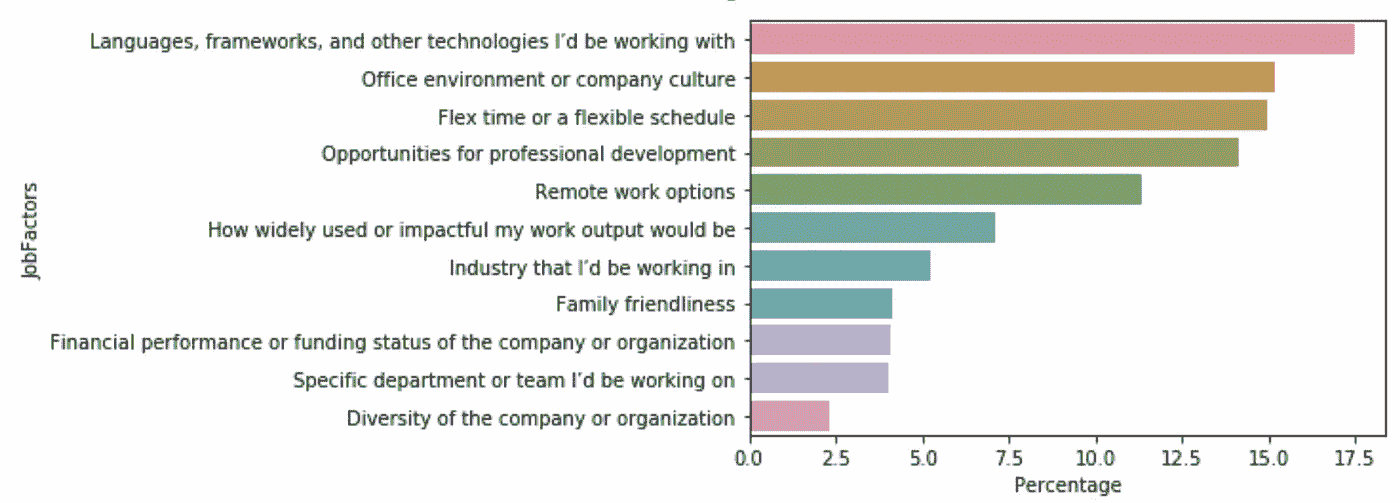 Languages, frameworks, and other technologies I’d be working with
Office environment or company culture
Flex time or a flexible schedule
Opportunities for professional development
Remote work options
How widely used or impactful my work output would be
Industry that I’d be working in
Family friendliness
Financial performance or funding status of the company or organization
Specific department or team I’d be working on
Diversity of the company or organization
JobFactors
0.0 2.5 5.0 7.5 10.0 12.5 15.0 17.5
Percentage